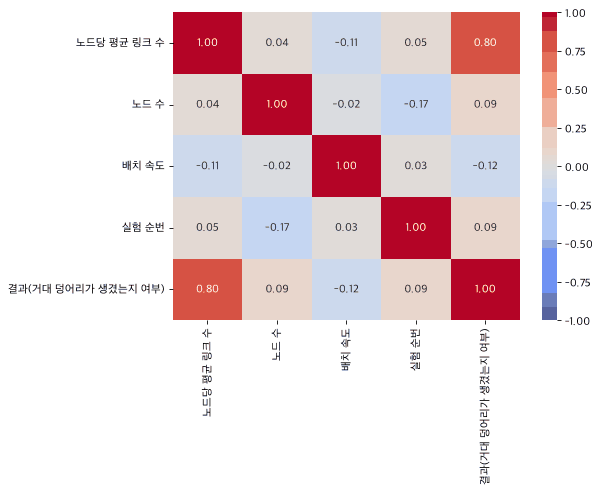 노드당 평균 링크 수
1.00 0.04 -0.11 0.05 0.80
노드 수
0.04 1.00 -0.02 -0.17 0.09
배치 속도
-0.11 -0.02 1.00 0.03 -0.12
실험 순번
0.05 -0.17 0.03 1.00 0.09
결과(거대 덩어리가 생겼는지 여부)
0.80 0.09 -0.12 0.09 1.00
노드당 평균 링크 수
노드 수
배치 속도
실험 순번
결과(거대 덩어리가 생겼는지 여부)
1.00
0.75
0.50
0.25
0.00
-0.25
-0.50
-0.75
-1.00